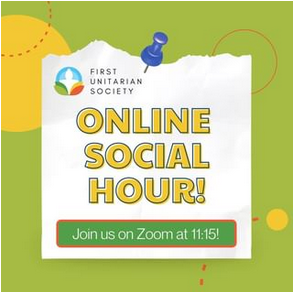 FIRST
UNITARIAN
SOCIETY
ONLINE
SOCIAL
HOUR!
Join us on Zoom at 11:15!